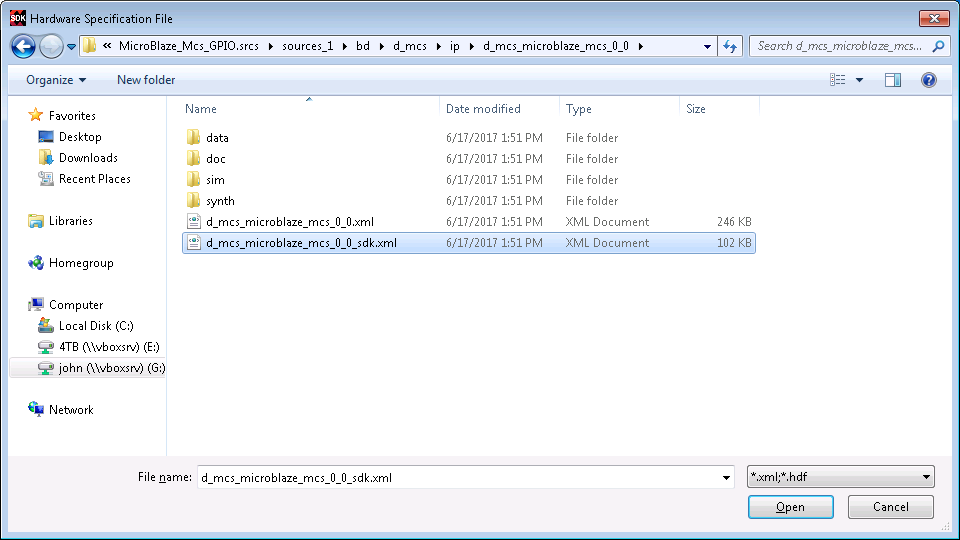 SDK Hardware Specification File
« MicroBlaze_Mcs_GPIO.srcs sources_1 bd d_mcs ip d_mcs_microblaze_mcs_0_0 Search d_mcs_microblaze_mcs...
Organize New folder
Name Date modified Type Size
Favorites
Desktop
Downloads
Recent Places
Libraries
Homegroup
Computer
Local Disk (C:)
4TB (\\vboxsrv) (E:)
john (\\vboxsrv) (G:)
Network
data 6/17/2017 1:51 PM File folder
doc 6/17/2017 1:51 PM File folder
sim 6/17/2017 1:51 PM File folder
synth 6/17/2017 1:51 PM File folder
d_mcs_microblaze_mcs_0_0.xml 6/17/2017 1:51 PM XML Document 246 KB
d_mcs_microblaze_mcs_0_0_sdk.xml 6/17/2017 1:51 PM XML Document 102 KB
File name: d_mcs_microblaze_mcs_0_0_sdk.xml *.xml;*.hdf
Open Cancel